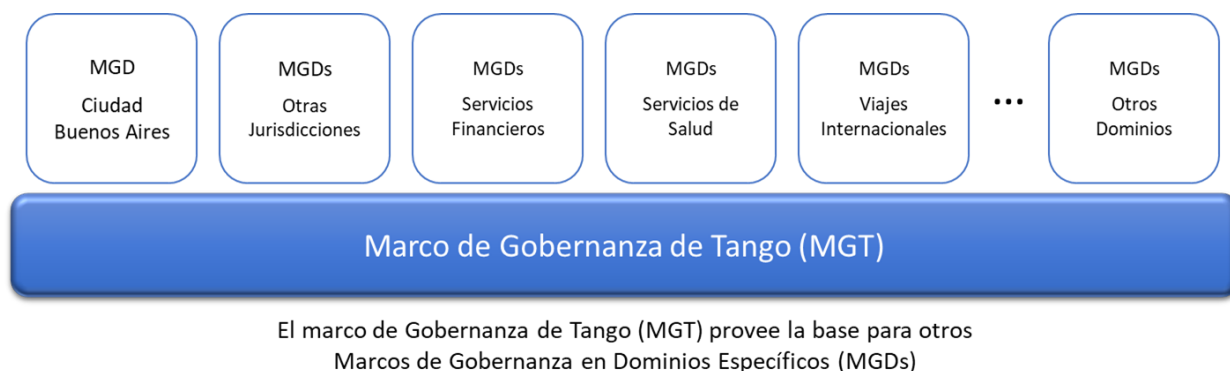 MGD
Ciudad
Buenos Aires
MGDs
Otras
Jurisdicciones
MGDs
Servicios
Financieros
MGDs
Servicios de
Salud
MGDs
Viajes
Internacionales
...
MGDs
Otros
Dominios
Marco de Gobernanza de Tango (MGT)
El marco de Gobernanza de Tango (MGT) provee la base para otros
Marcos de Gobernanza en Dominios Específicos (MGDs)